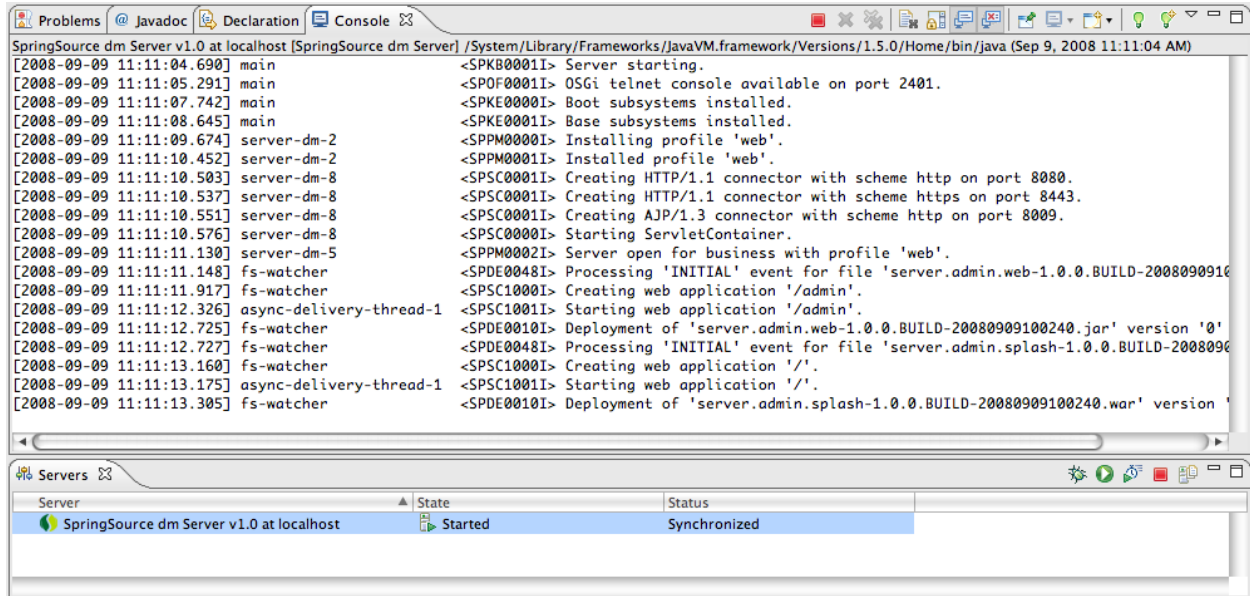 Problems @ Javadoc Declaration Console
SpringSource dm Server v1.0 at localhost [SpringSource dm Server] /System/Library/Frameworks/JavaVM.framework/Versions/1.5.0/Home/bin/java (Sep 9, 2008 11:11:04 AM)
[2008-09-09 11:11:04.690] main <SPKB0001I> Server starting.
[2008-09-09 11:11:05.291] main <SPOF0001I> OSGi telnet console available on port 2401.
[2008-09-09 11:11:07.742] main <SPKE0000I> Boot subsystems installed.
[2008-09-09 11:11:08.645] main <SPKE0001I> Base subsystems installed.
[2008-09-09 11:11:09.674] server-dm-2 <SPPM0000I> Installing profile 'web'.
[2008-09-09 11:11:10.452] server-dm-2 <SPPM0001I> Installed profile 'web'.
[2008-09-09 11:11:10.503] server-dm-8 <SPSC0001I> Creating HTTP/1.1 connector with scheme http on port 8080.
[2008-09-09 11:11:10.537] server-dm-8 <SPSC0001I> Creating HTTP/1.1 connector with scheme https on port 8443.
[2008-09-09 11:11:10.551] server-dm-8 <SPSC0001I> Creating AJP/1.3 connector with scheme http on port 8009.
[2008-09-09 11:11:10.576] server-dm-8 <SPSC0000I> Starting ServletContainer.
[2008-09-09 11:11:11.130] server-dm-5 <SPPM0002I> Server open for business with profile 'web'.
[2008-09-09 11:11:11.148] fs-watcher <SPDE0048I> Processing 'INITIAL' event for file 'server.admin.web-1.0.0.BUILD-2008090910
[2008-09-09 11:11:11.917] fs-watcher <SPSC1000I> Creating web application '/admin'.
[2008-09-09 11:11:12.326] async-delivery-thread-1 <SPSC1001I> Starting web application '/admin'.
[2008-09-09 11:11:12.725] fs-watcher <SPDE0010I> Deployment of 'server.admin.web-1.0.0.BUILD-20080909100240.jar' version '0'
[2008-09-09 11:11:12.727] fs-watcher <SPDE0048I> Processing 'INITIAL' event for file 'server.admin.splash-1.0.0.BUILD-2008090
[2008-09-09 11:11:13.160] fs-watcher <SPSC1000I> Creating web application '/'.
[2008-09-09 11:11:13.175] async-delivery-thread-1 <SPSC1001I> Starting web application '/'.
[2008-09-09 11:11:13.305] fs-watcher <SPDE0010I> Deployment of 'server.admin.splash-1.0.0.BUILD-20080909100240.war' version '
Servers
Server State Status
SpringSource dm Server v1.0 at localhost Started Synchronized